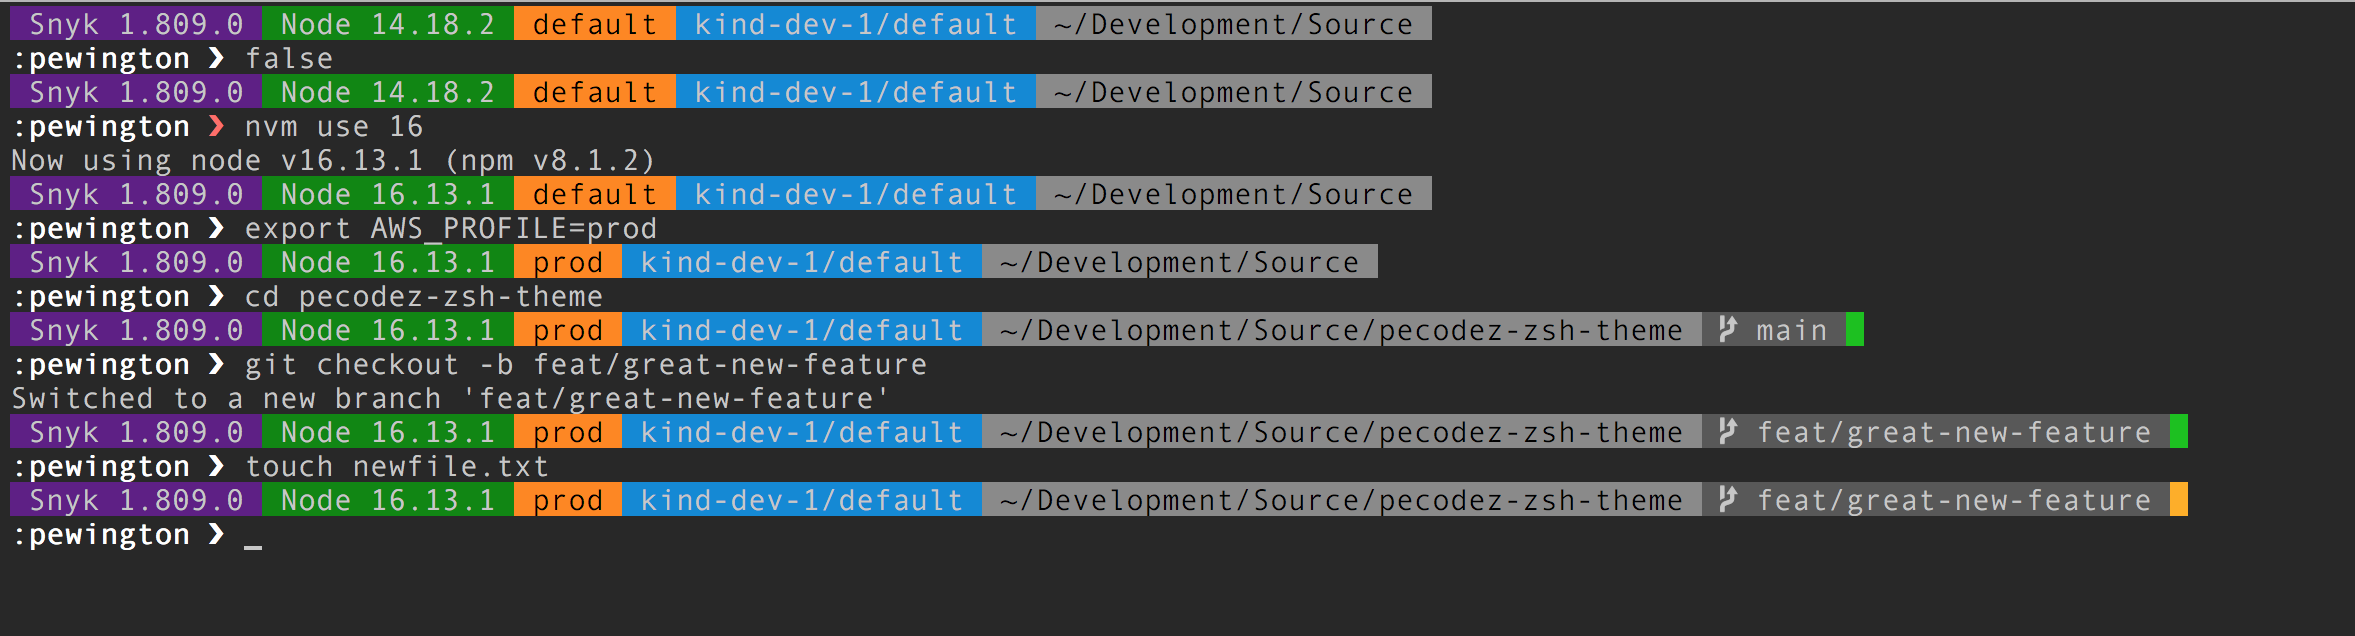 Snyk 1.809.0 Node 14.18.2 default kind-dev-1/default ~/Development/Source
:pewington ❯ false
Snyk 1.809.0 Node 14.18.2 default kind-dev-1/default ~/Development/Source
:pewington ❯ nvm use 16
Now using node v16.13.1 (npm v8.1.2)
Snyk 1.809.0 Node 16.13.1 default kind-dev-1/default ~/Development/Source
:pewington ❯ export AWS_PROFILE=prod
Snyk 1.809.0 Node 16.13.1 prod kind-dev-1/default ~/Development/Source
:pewington ❯ cd pecodez-zsh-theme
Snyk 1.809.0 Node 16.13.1 prod kind-dev-1/default ~/Development/Source/pecodez-zsh-theme main
:pewington ❯ git checkout -b feat/great-new-feature
Switched to a new branch 'feat/great-new-feature'
Snyk 1.809.0 Node 16.13.1 prod kind-dev-1/default ~/Development/Source/pecodez-zsh-theme feat/great-new-feature
:pewington ❯ touch newfile.txt
Snyk 1.809.0 Node 16.13.1 prod kind-dev-1/default ~/Development/Source/pecodez-zsh-theme feat/great-new-feature
:pewington ❯ _